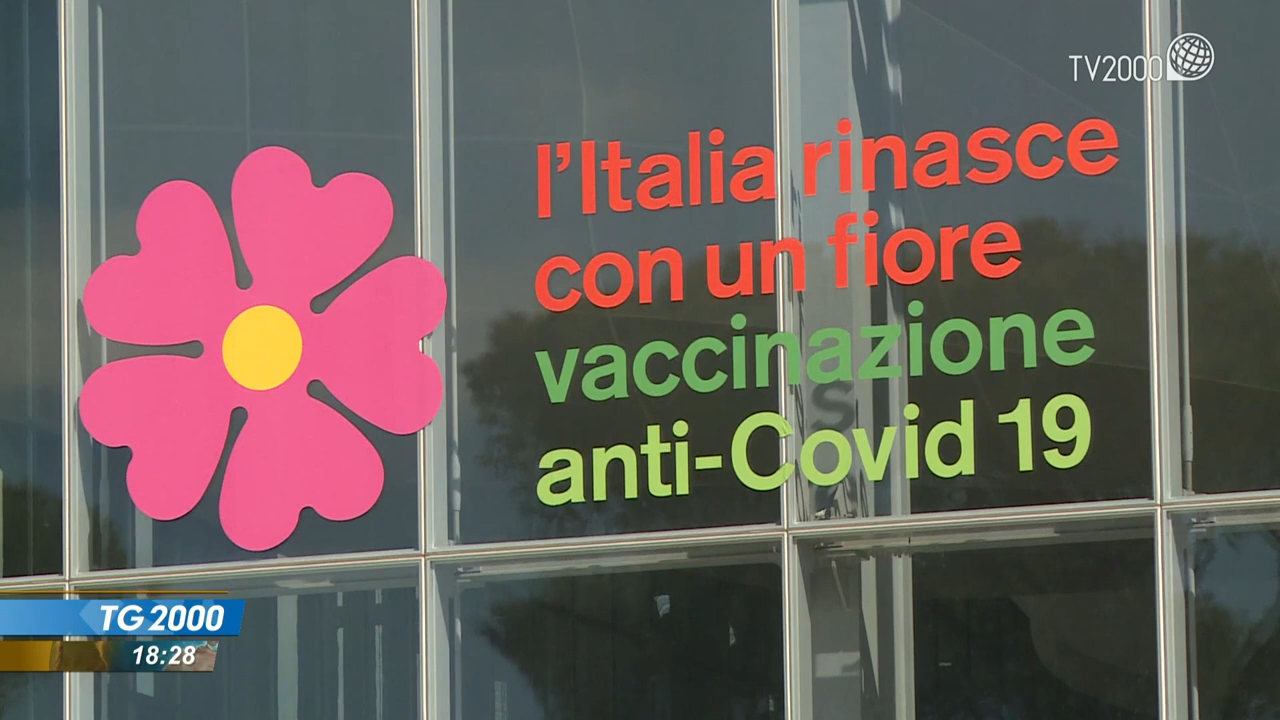 TV2000
l'Italia rinasce
con un fiore
vaccinazione
anti-Covid 19
TG 2000
18:28